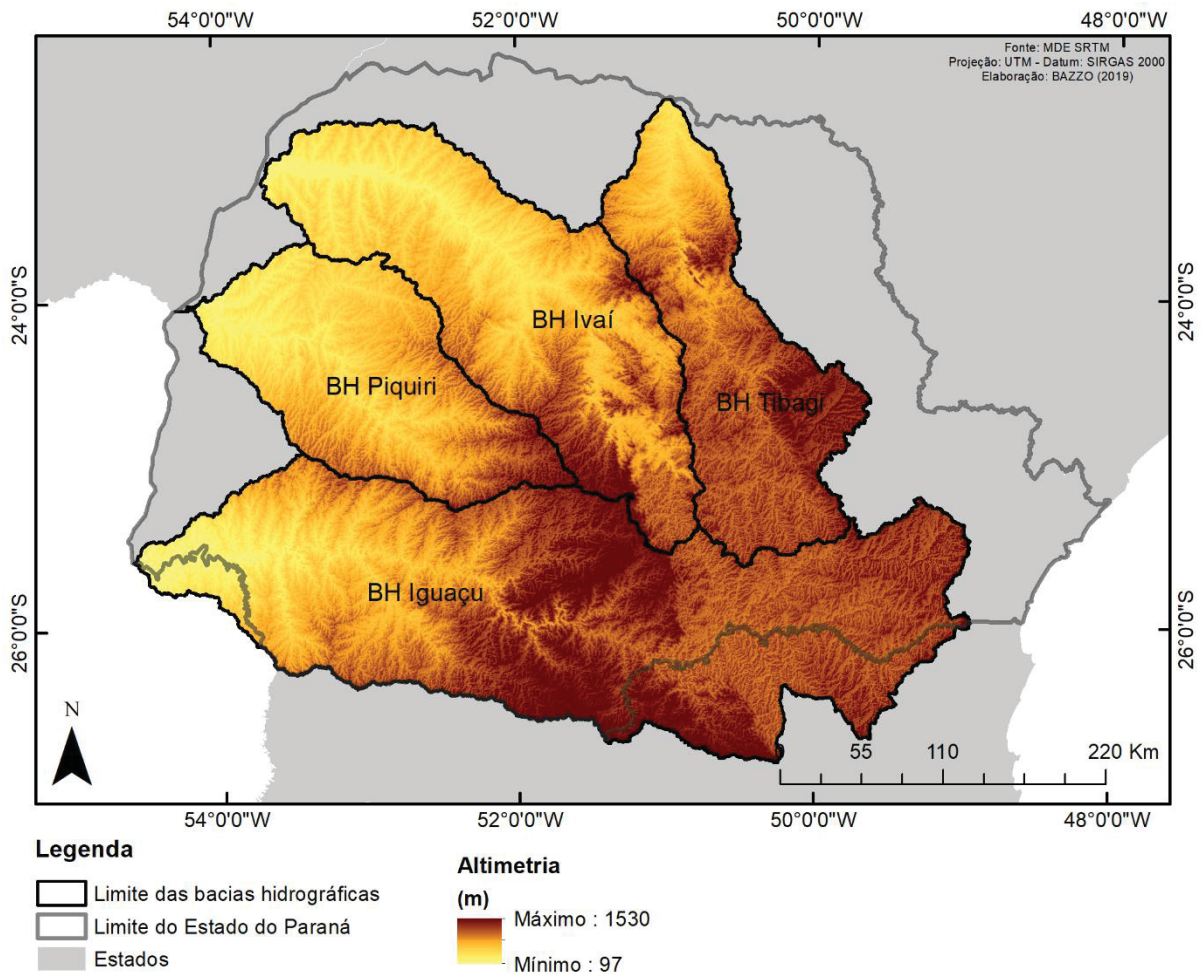 54°0'0"W 52°0'0"W 50°0'0"W 48°0'0"W
Fonte: MDE SRTM
Projeção: UTM - Datum: SIRGAS 2000
Elaboração: BAZZO (2019)
24°0'0"S
24°0'0"S
BH Ivaí
BH Piquiri
BH Tibagi
BH Iguaçu
26°0'0"S
26°0'0"S
N
0 55 110 220 Km
54°0'0"W 52°0'0"W 50°0'0"W 48°0'0"W
Legenda
Limite das bacias hidrográficas
Limite do Estado do Paraná
Estados
Altimetria
(m)
Máximo : 1530
Mínimo : 97